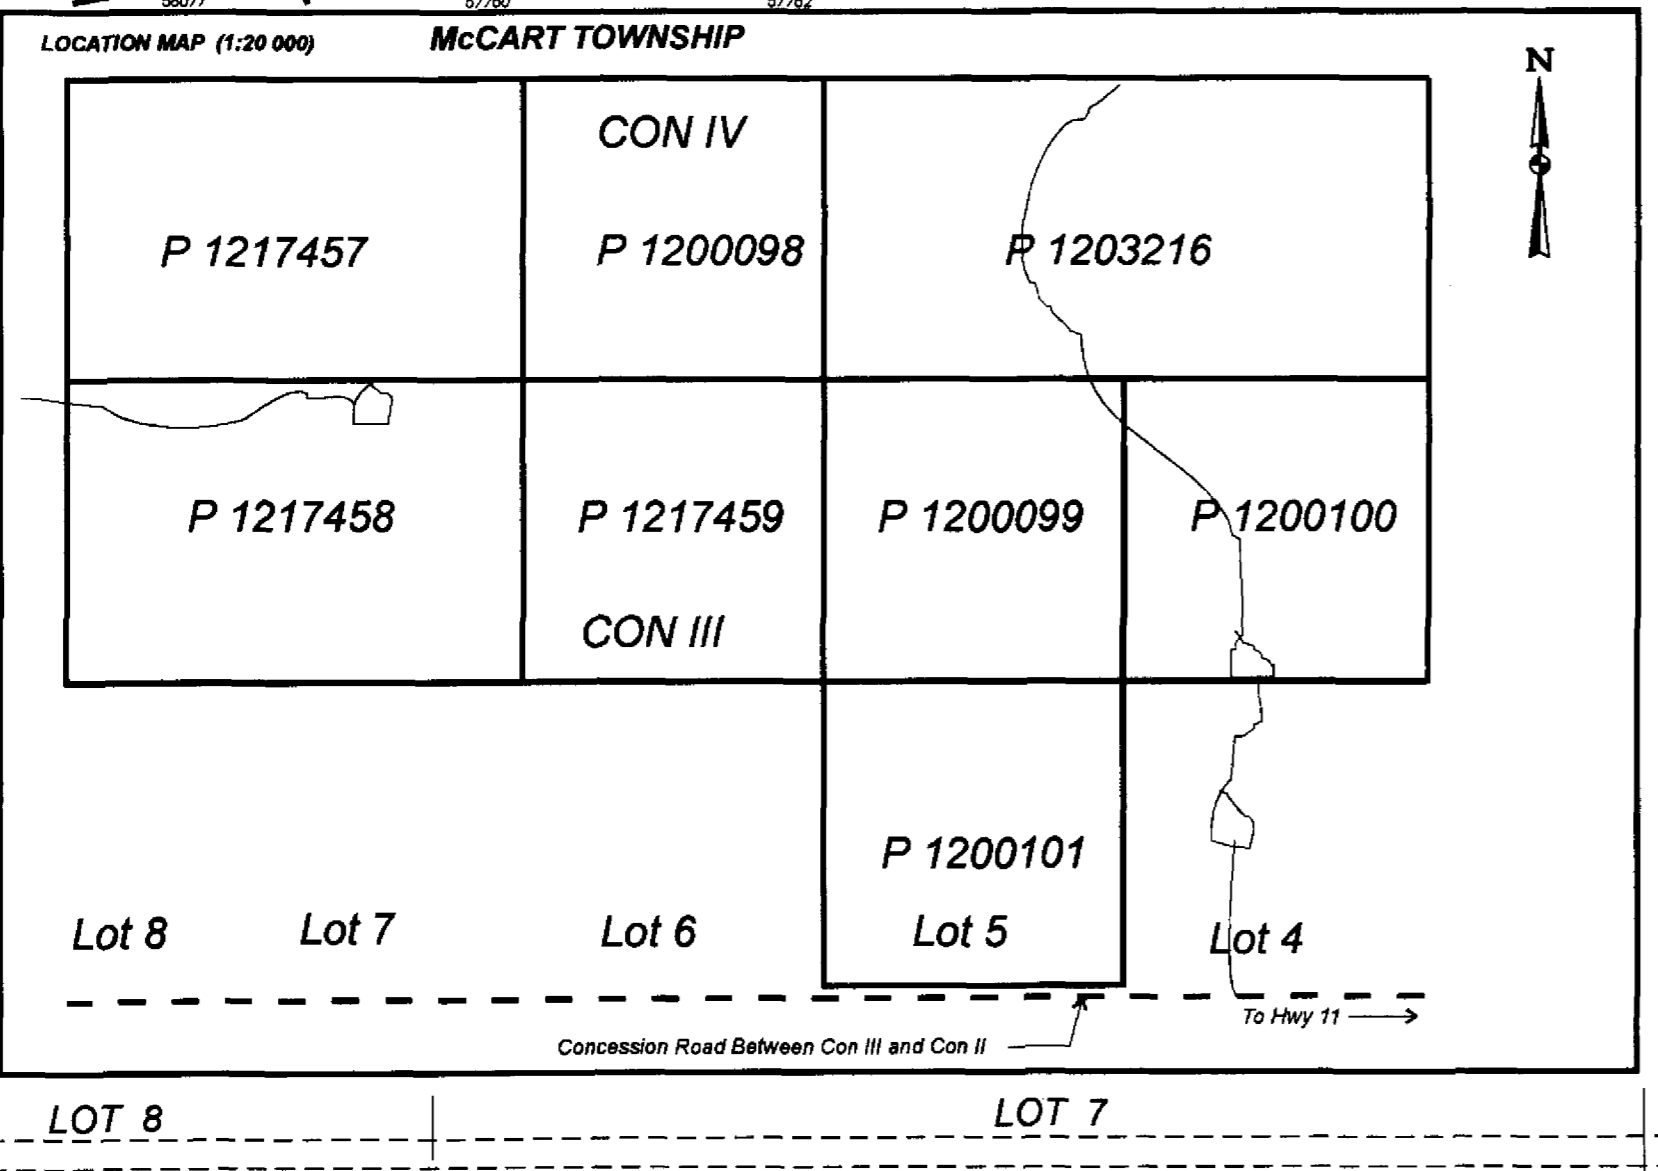 57760
57762
LOCATION MAP (1:20 000)
McCART TOWNSHIP
N
CON IV
P 1217457
P 1200098
P 1203216
P 1217458
P 1217459
P 1200099
P 1200100
CON III
P 1200101
Lot 8
Lot 7
Lot 6
Lot 5
Lot 4
To Hwy 11
Concession Road Between Con III and Con II
LOT 8
LOT 7